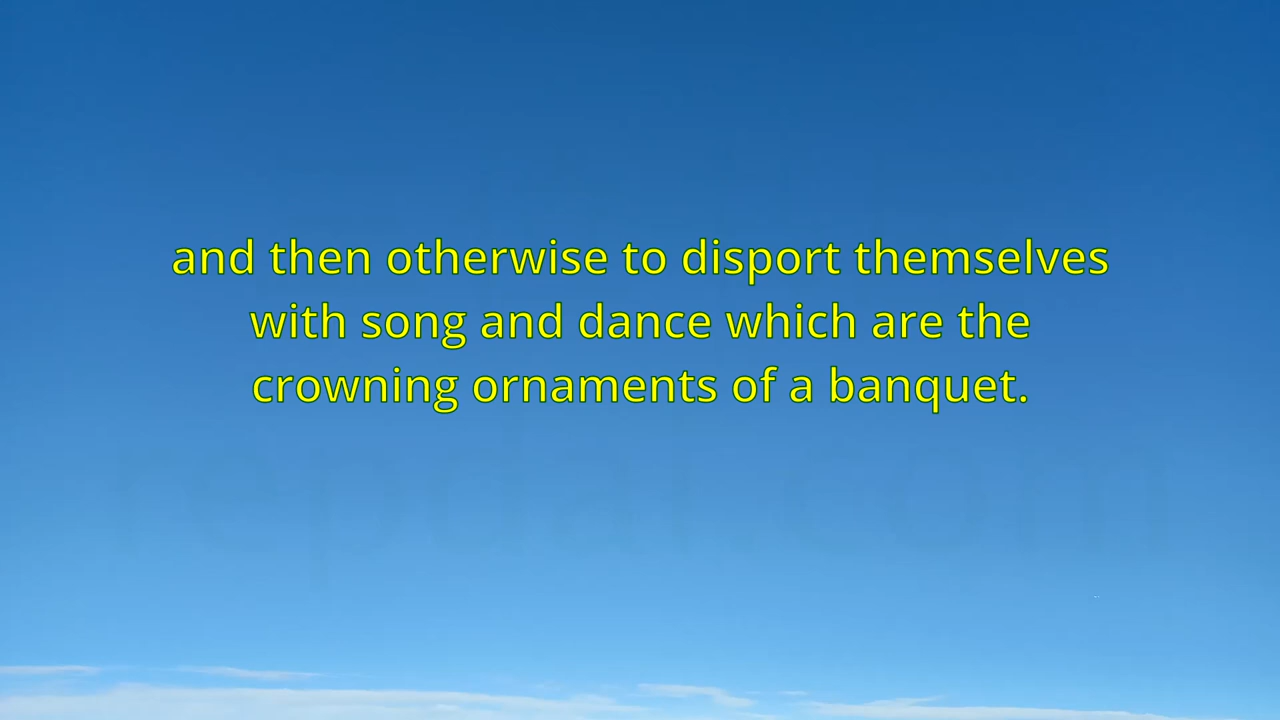 and then otherwise to disport themselves
with song and dance which are the
crowning ornaments of a banquet.